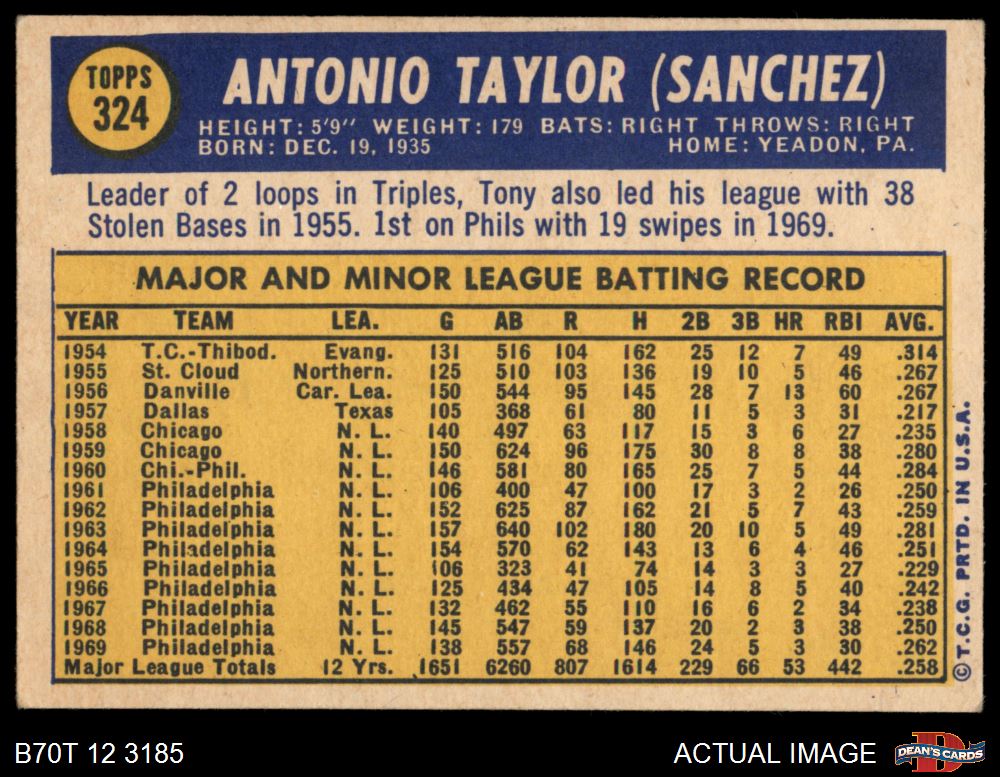 TOPPS
324
ANTONIO TAYLOR (SANCHEZ)
HEIGHT: 5'9" WEIGHT: 179 BATS: RIGHT THROWS: RIGHT
BORN: DEC. 19, 1935 HOME: YEADON, PA.
Leader of 2 loops in Triples, Tony also led his league with 38
Stolen Bases in 1955. 1st on Phils with 19 swipes in 1969.
MAJOR AND MINOR LEAGUE BATTING RECORD
YEAR TEAM LEA. G AB R H 2B 3B HR RBI AVG.
1954 T.C.-Thibod. Evang. 131 516 104 162 25 12 7 49 .314
1955 St. Cloud Northern. 125 510 103 136 19 10 5 46 .267
1956 Danville Car. Lea. 150 544 95 145 28 7 13 60 .267
1957 Dallas Texas 105 368 61 80 11 5 3 31 .217
1958 Chicago N. L. 140 497 63 117 15 3 6 27 .235
1959 Chicago N. L. 150 624 96 175 30 8 8 38 .280
1960 Chi.-Phil. N. L. 146 581 80 165 25 7 5 44 .284
1961 Philadelphia N. L. 106 400 47 100 17 3 2 26 .250
1962 Philadelphia N. L. 152 625 87 162 21 5 7 43 .259
1963 Philadelphia N. L. 157 640 102 180 20 10 5 49 .281
1964 Philadelphia N. L. 154 570 62 143 13 6 4 46 .251
1965 Philadelphia N. L. 106 323 41 74 14 3 3 27 .229
1966 Philadelphia N. L. 125 434 47 105 14 8 5 40 .242
1967 Philadelphia N. L. 132 462 55 110 16 6 2 34 .238
1968 Philadelphia N. L. 145 547 59 137 20 2 3 38 .250
1969 Philadelphia N. L. 138 557 68 146 24 5 3 30 .262
Major League Totals 12 Yrs. 1651 6260 807 1614 229 66 53 442 .258
©T.C.G. PRTD. IN U.S.A.
B70T 12 3185 ACTUAL IMAGE
D
DEAN'S CARDS